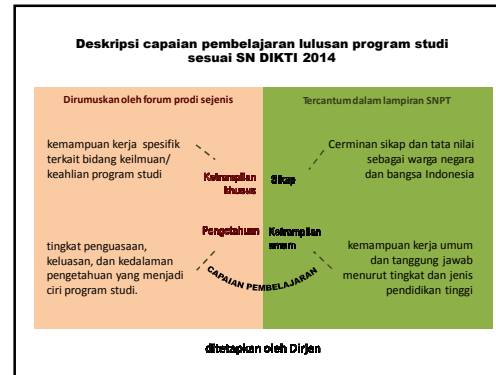 Deskripsi capaian pembelajaran lulusan program studi
sesuai SN DIKTI 2014
Dirumuskan oleh forum prodi sejenis
kemampuan kerja spesifik
terkait bidang keilmuan/
keahlian program studi
Ketrampilan
khusus
Pengetahuan
tingkat penguasaan,
keluasan, dan kedalaman
pengetahuan yang menjadi
ciri program studi.
Tercantum dalam lampiran SNPT
Cerminan sikap dan tata nilai
sebagai warga negara
dan bangsa Indonesia
Sikap
Ketrampilan
umum
kemampuan kerja umum
dan tanggung jawab
menurut tingkat dan jenis
pendidikan tinggi
CAPAIAN PEMBELAJARAN
ditetapkan oleh Dirjen